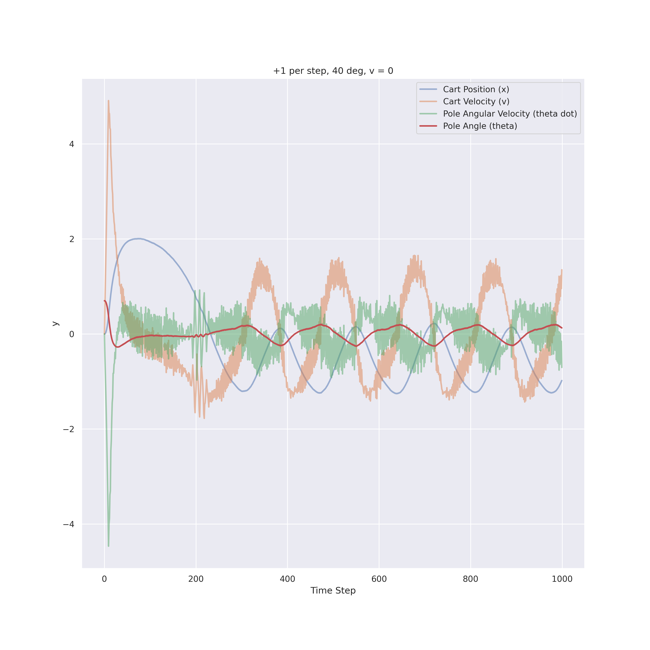 +1 per step, 40 deg, v = 0
Cart Position (x)
Cart Velocity (v)
Pole Angular Velocity (theta dot)
Pole Angle (theta)
4
2
0
−2
−4
y
0
200
400
600
800
1000
Time Step